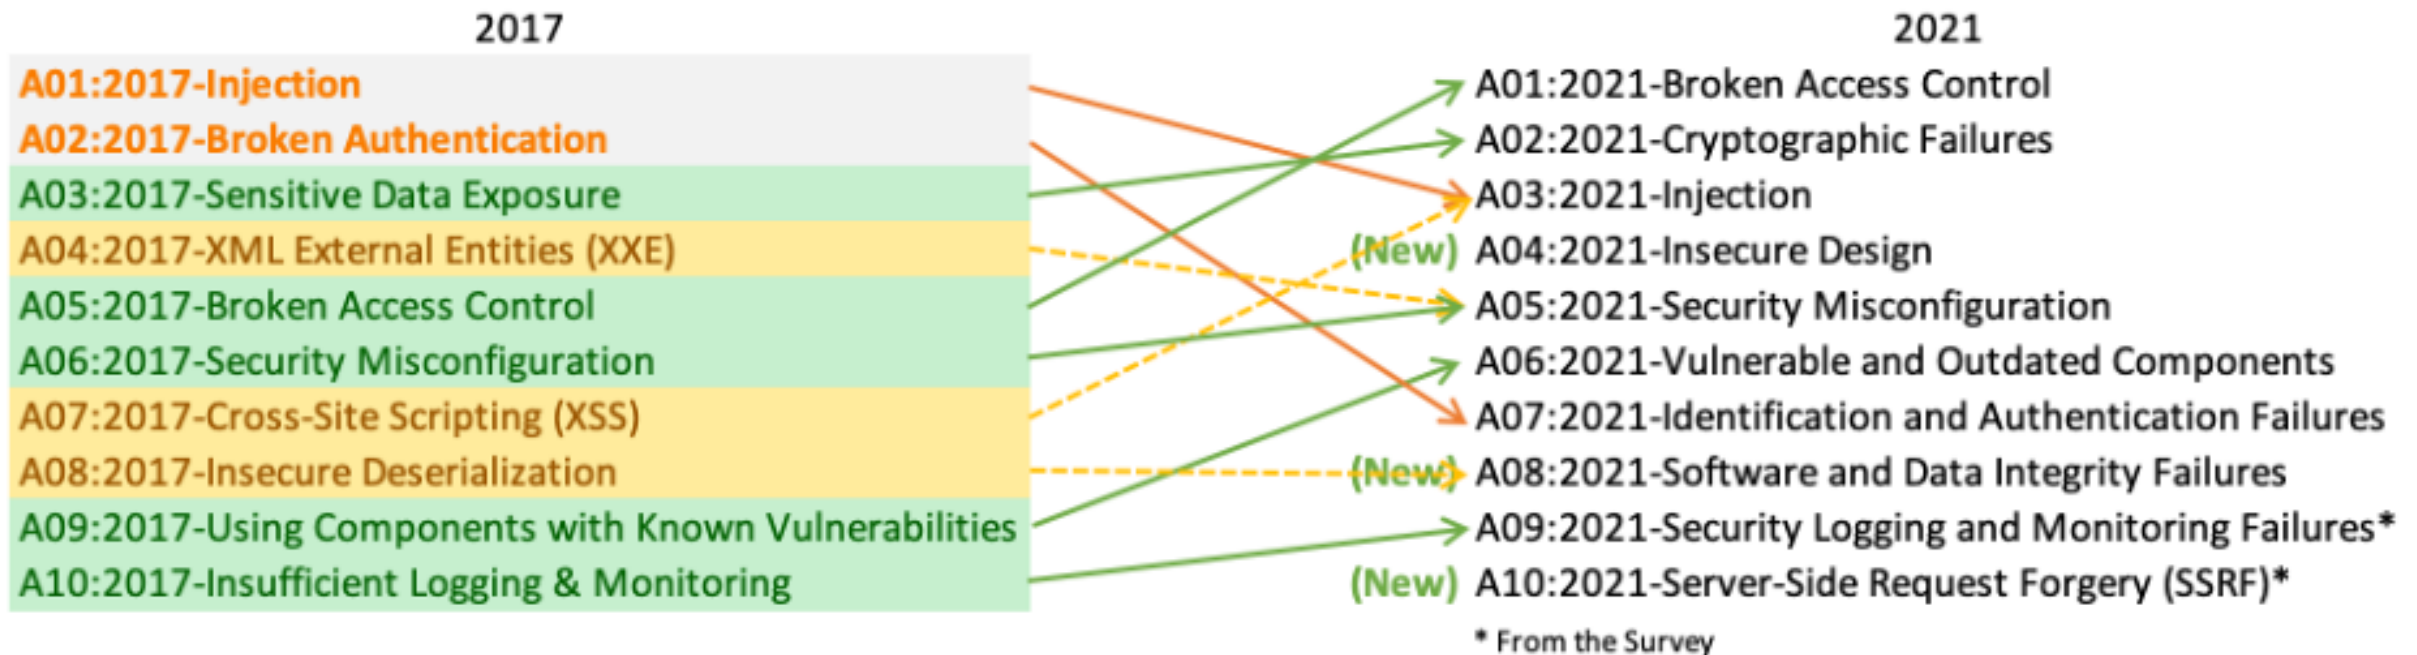 2017
A01:2017-Injection
A02:2017-Broken Authentication
A03:2017-Sensitive Data Exposure
A04:2017-XML External Entities (XXE)
A05:2017-Broken Access Control
A06:2017-Security Misconfiguration
A07:2017-Cross-Site Scripting (XSS)
A08:2017-Insecure Deserialization
A09:2017-Using Components with Known Vulnerabilities
A10:2017-Insufficient Logging & Monitoring
2021
A01:2021-Broken Access Control
A02:2021-Cryptographic Failures
A03:2021-Injection
(New) A04:2021-Insecure Design
A05:2021-Security Misconfiguration
A06:2021-Vulnerable and Outdated Components
A07:2021-Identification and Authentication Failures
(New) A08:2021-Software and Data Integrity Failures
A09:2021-Security Logging and Monitoring Failures*
(New) A10:2021-Server-Side Request Forgery (SSRF)*
* From the Survey